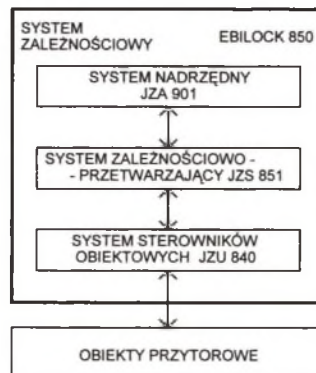 SYSTEM
ZALEŻNOŚCIOWY EBILOCK 850
SYSTEM NADRZĘDNY
JZA 901
SYSTEM ZALEŻNOŚCIOWO -
- PRZETWARZAJĄCY JZS 851
SYSTEM STEROWNIKÓW
OBIEKTOWYCH JZU 840
OBIEKTY PRZYTOROWE